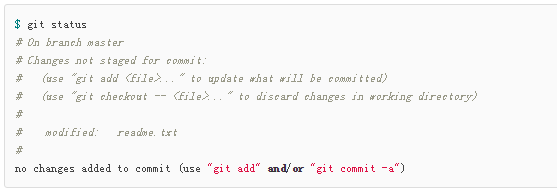 $ git status
# On branch master
# Changes not staged for commit:
#   (use "git add <file>..." to update what will be committed)
#   (use "git checkout -- <file>..." to discard changes in working directory)
#
#   modified:   readme.txt
#
no changes added to commit (use "git add" and/or "git commit -a")